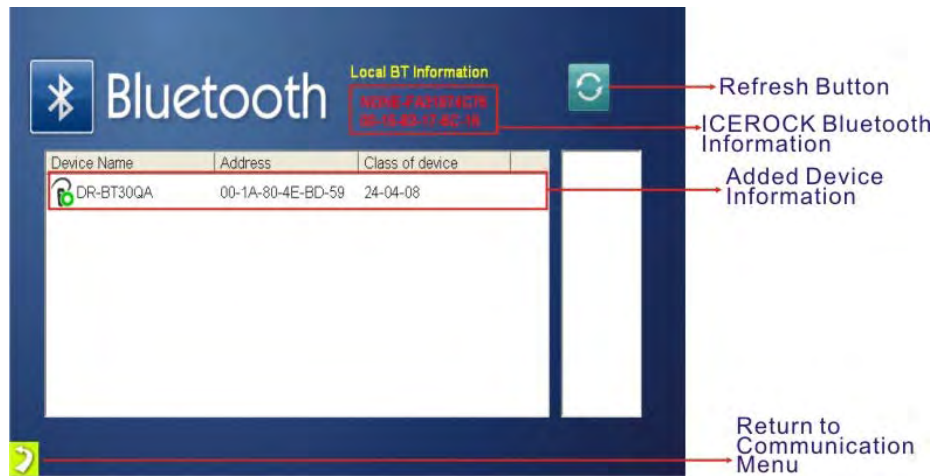 Bluetooth
Local BT Information
Refresh Button
ICEROCK Bluetooth
Information
Device Name Address Class of device
DR-BT30QA 00-1A-80-4E-BD-59 24-04-08
Added Device
Information
Return to
Communication
Menu